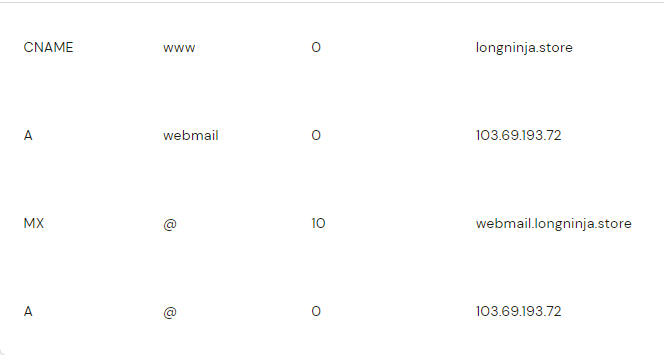 CNAME www 0 longninja.store
A webmail 0 103.69.193.72
MX @ 10 webmail.longninja.store
A @ 0 103.69.193.72